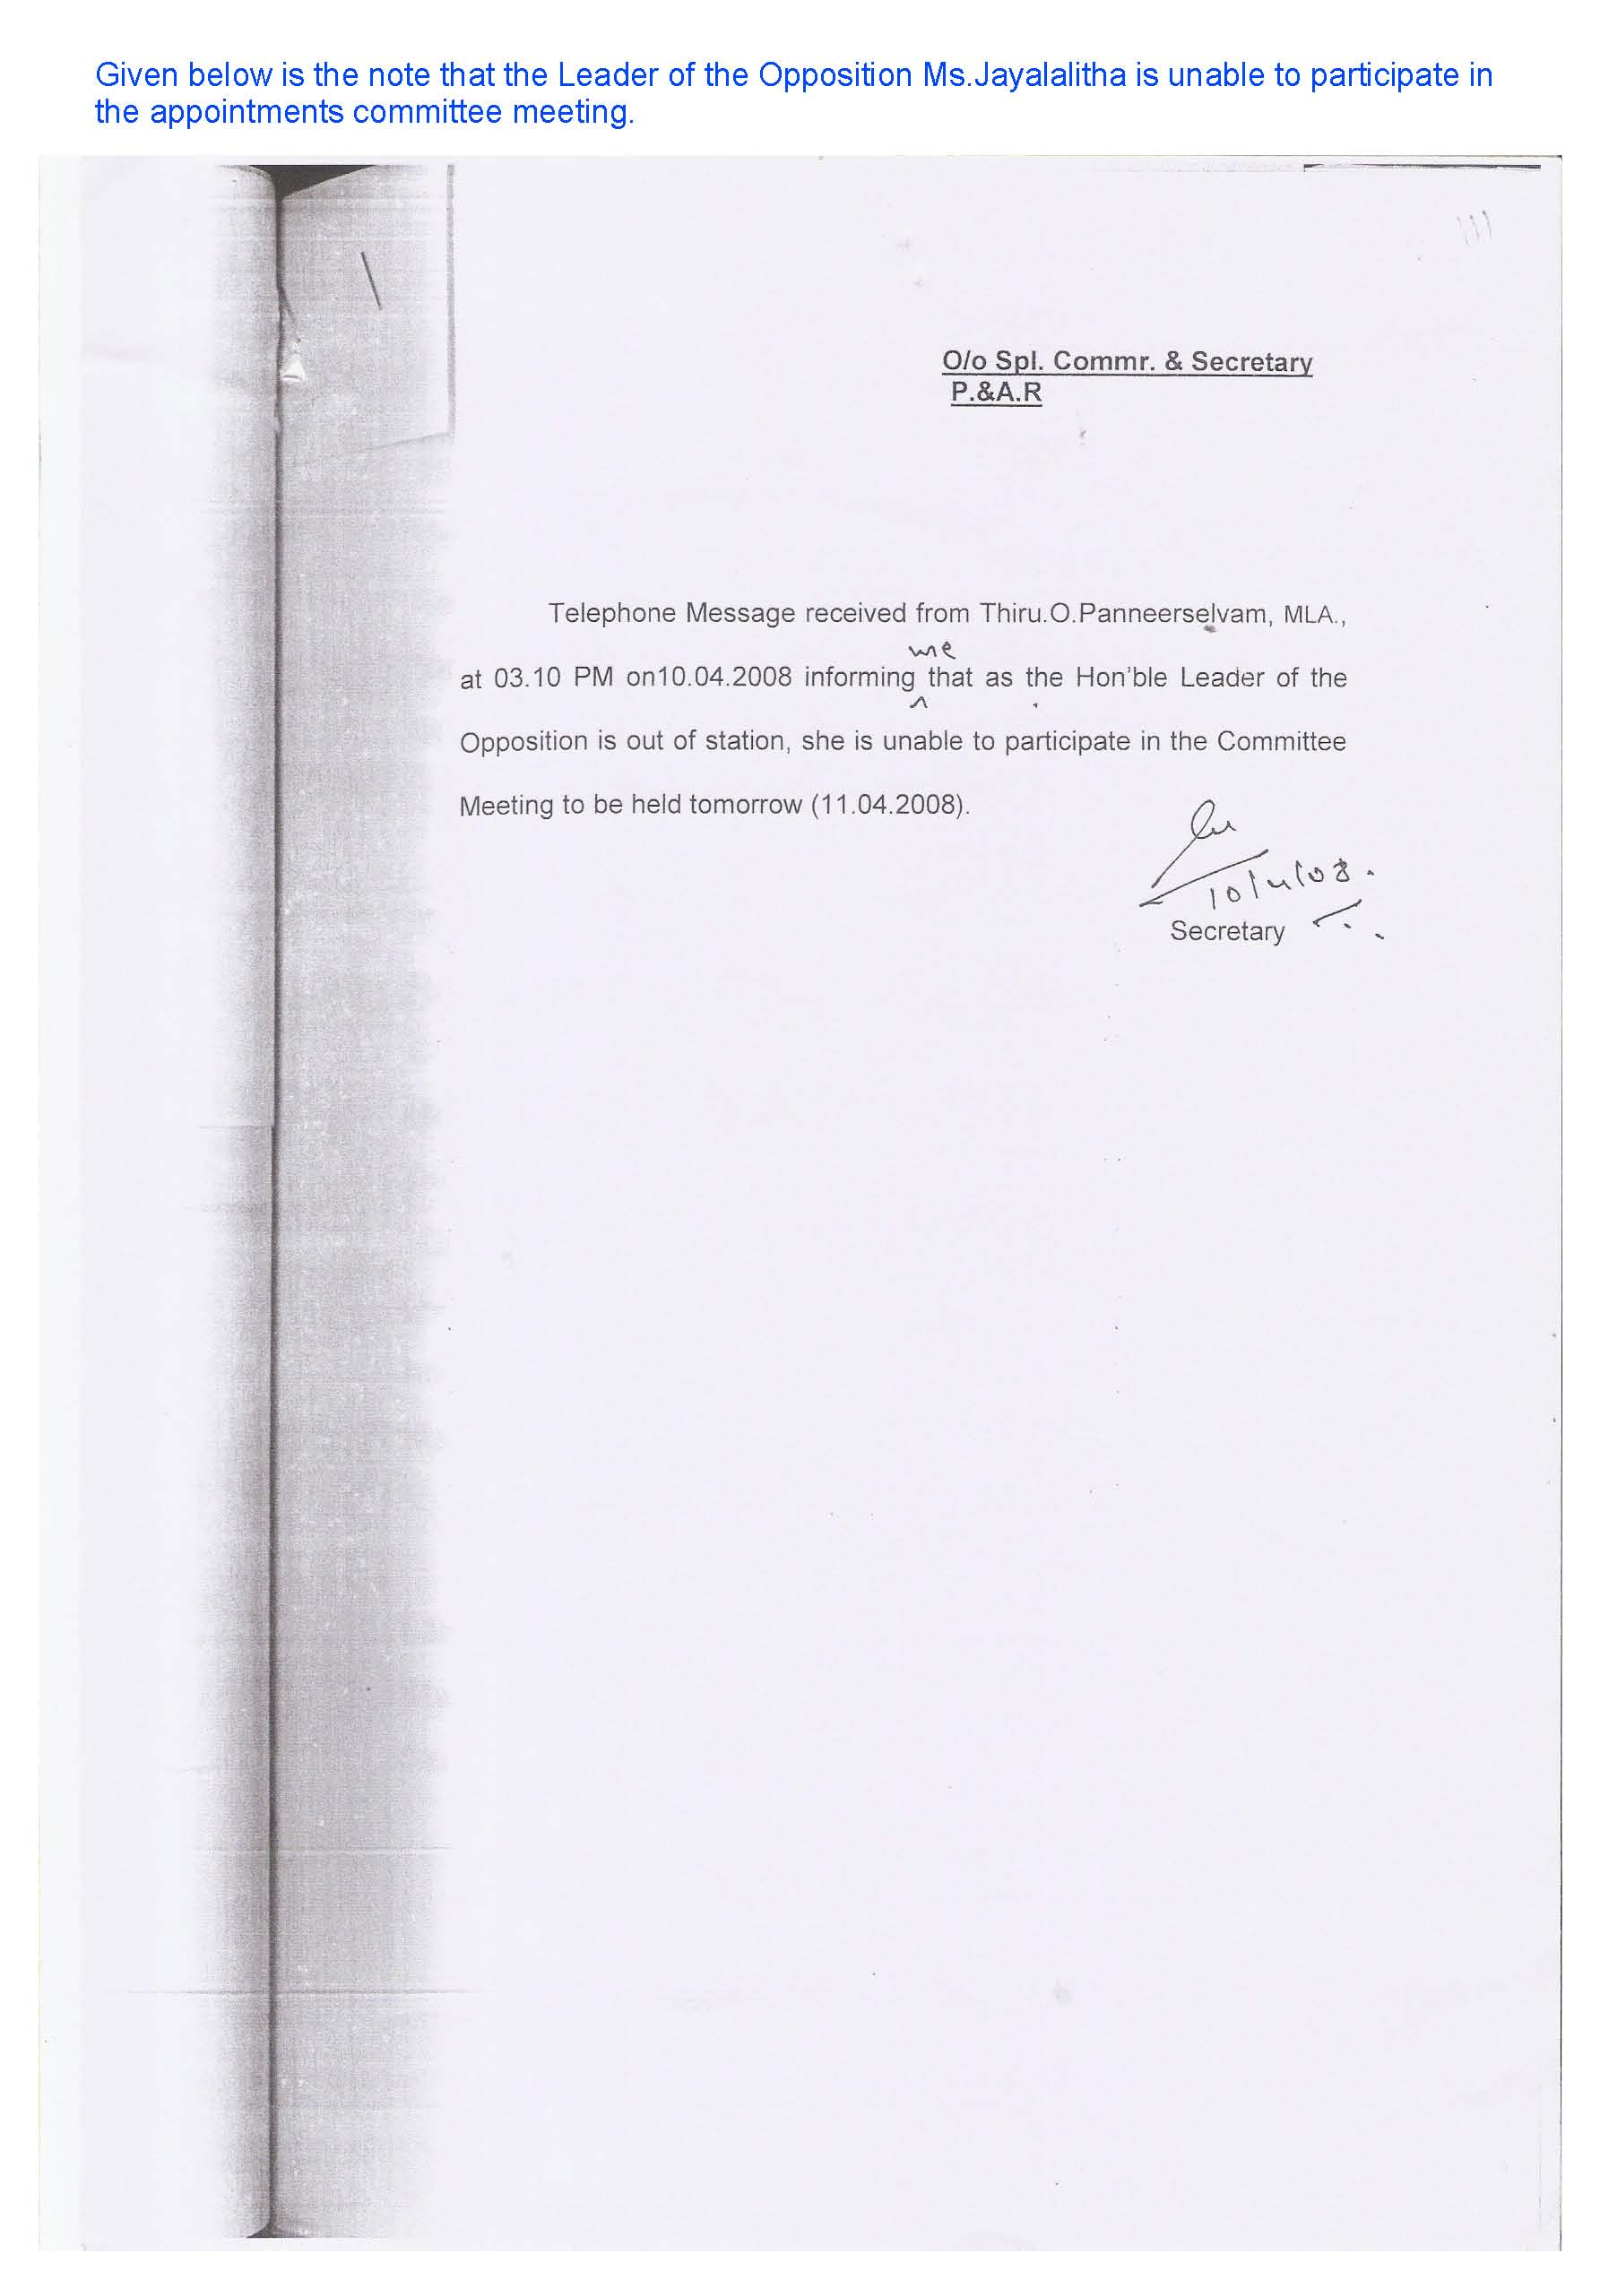 Given below is the note that the Leader of the Opposition Ms.Jayalalitha is unable to participate in
the appointments committee meeting.
111
O/o Spl. Commr. & Secretary
P.&A.R
Telephone Message received from Thiru.O.Panneerselvam, MLA.,
me
at 03.10 PM on10.04.2008 informing ^ that as the Hon'ble Leader of the
Opposition is out of station, she is unable to participate in the Committee
Meeting to be held tomorrow (11.04.2008).
10/4/08.
Secretary